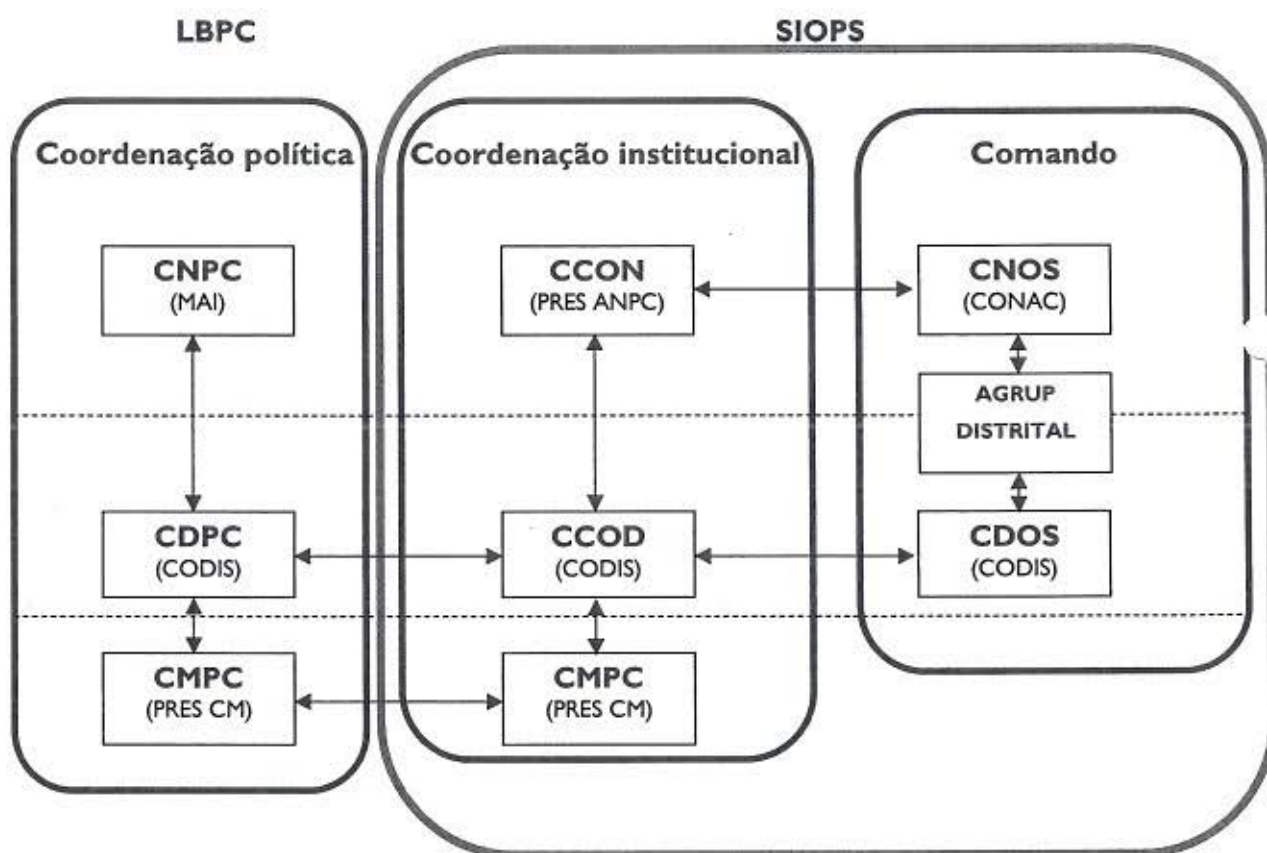 LBPC
SIOPS
Coordenação política
Coordenação institucional
Comando
CNPC
(MAI)
CCON
(PRES ANPC)
CNOS
(CONAC)
AGRUP
DISTRITAL
CDPC
(CODIS)
CCOD
(CODIS)
CDOS
(CODIS)
CMPC
(PRES CM)
CMPC
(PRES CM)